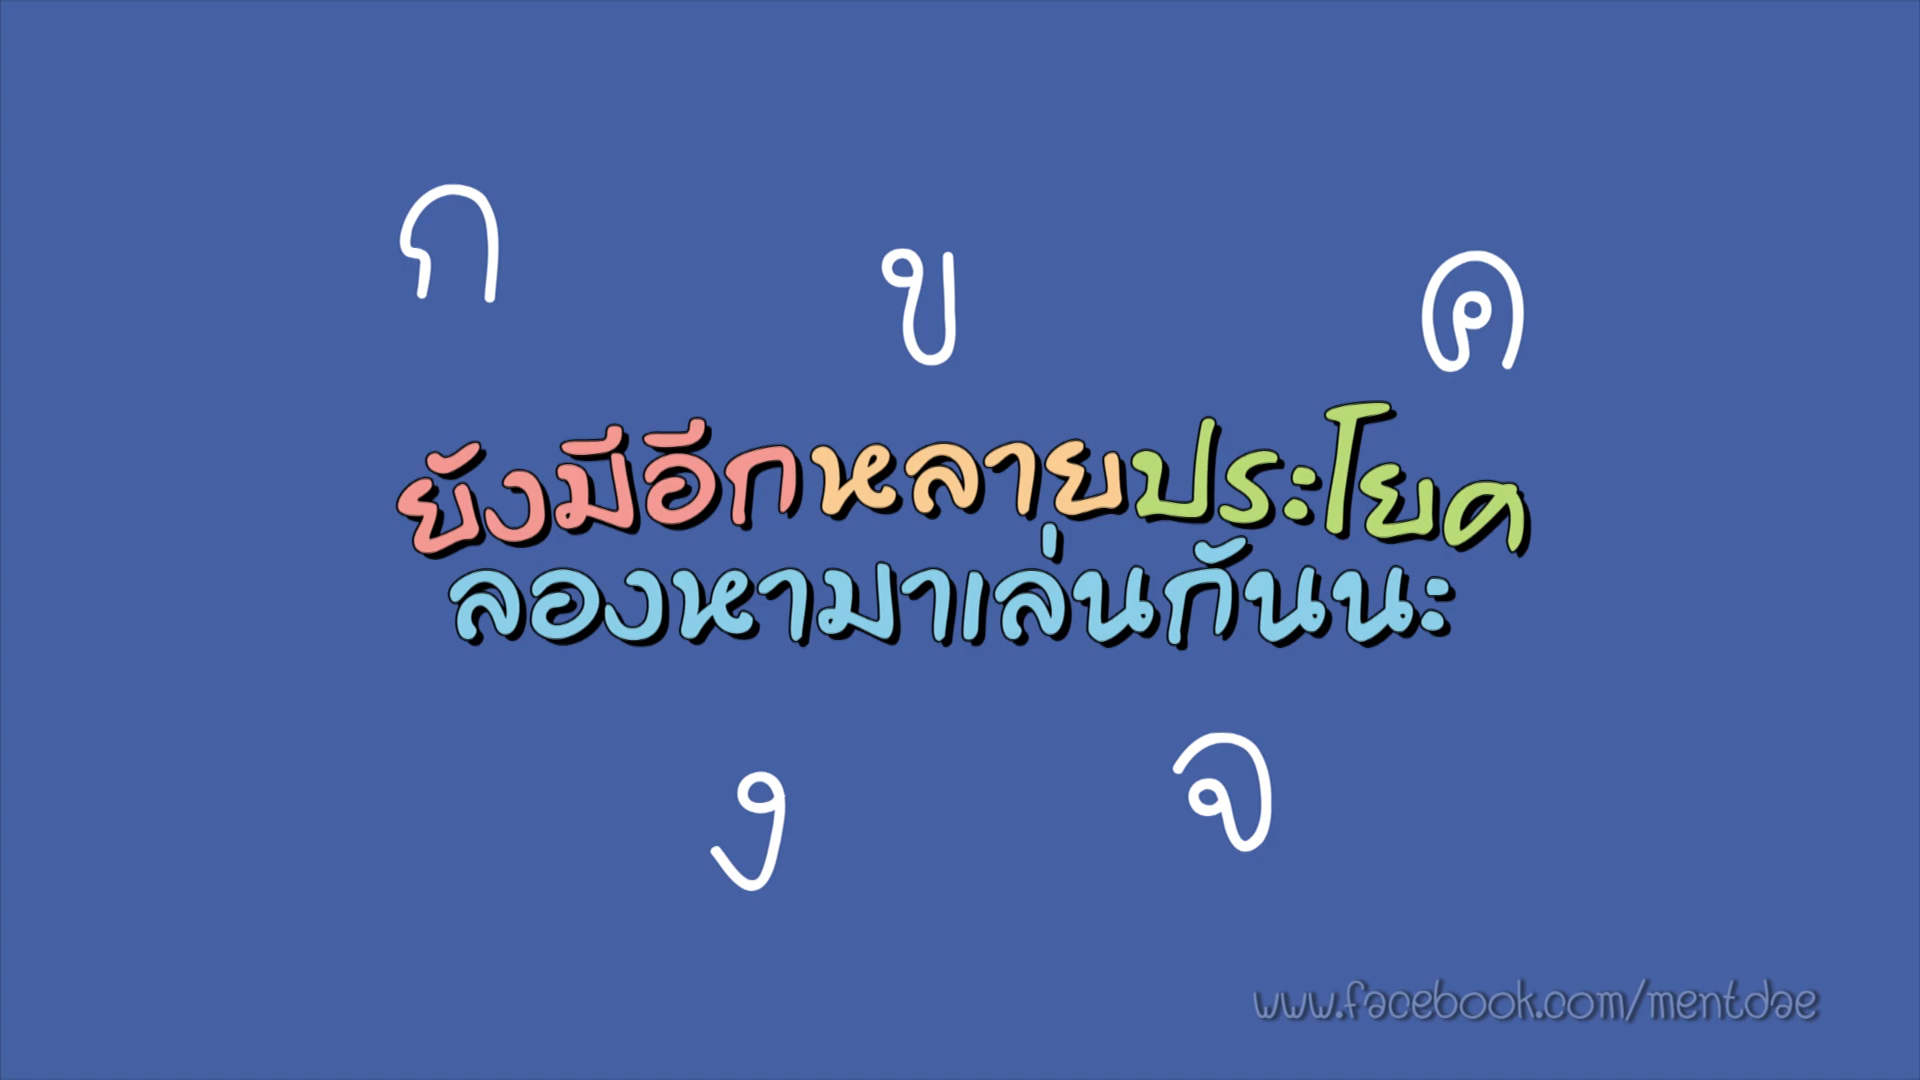 ก ข ค
ยังมีอีกหลายประโยค
ลองหามาเล่นกันนะ
ง จ
www.facebook.com/mentdae